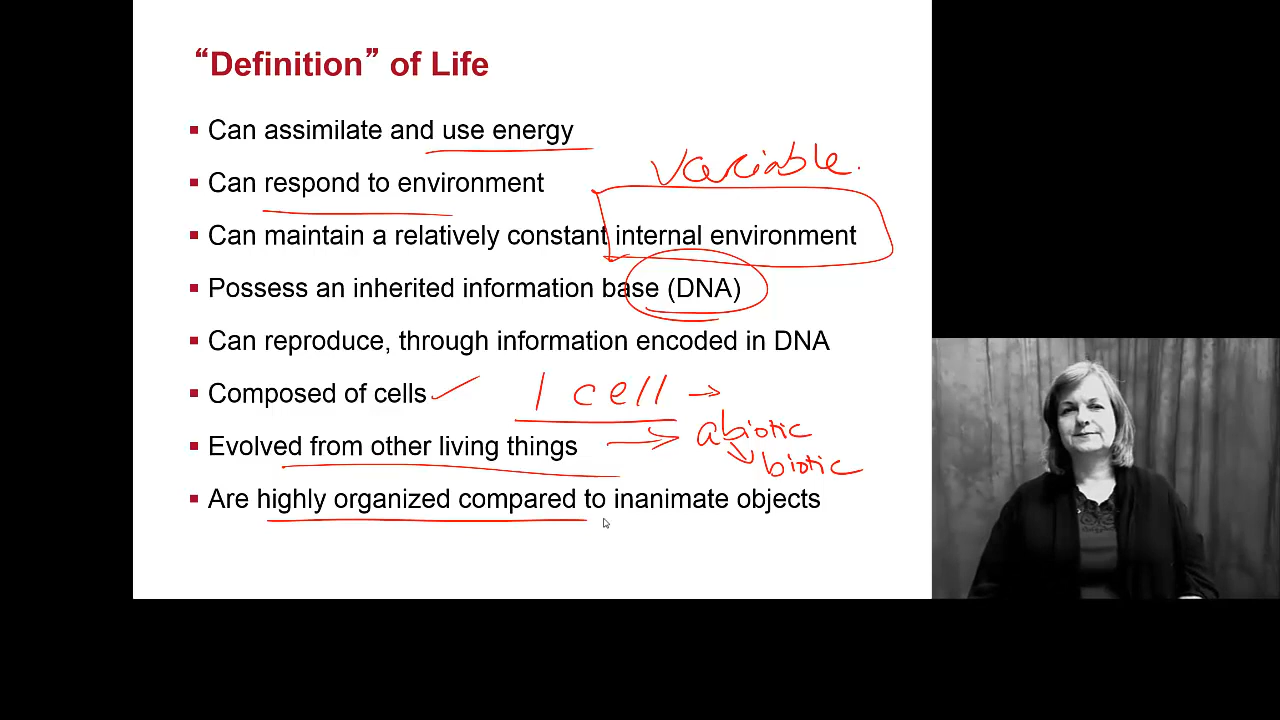 “Definition” of Life
▪ Can assimilate and use energy
variable.
▪ Can respond to environment
▪ Can maintain a relatively constant internal environment
▪ Possess an inherited information base (DNA)
▪ Can reproduce, through information encoded in DNA
▪ Composed of cells ✓ 1 cell →
▪ Evolved from other living things → abiotic
↘ biotic
▪ Are highly organized compared to inanimate objects